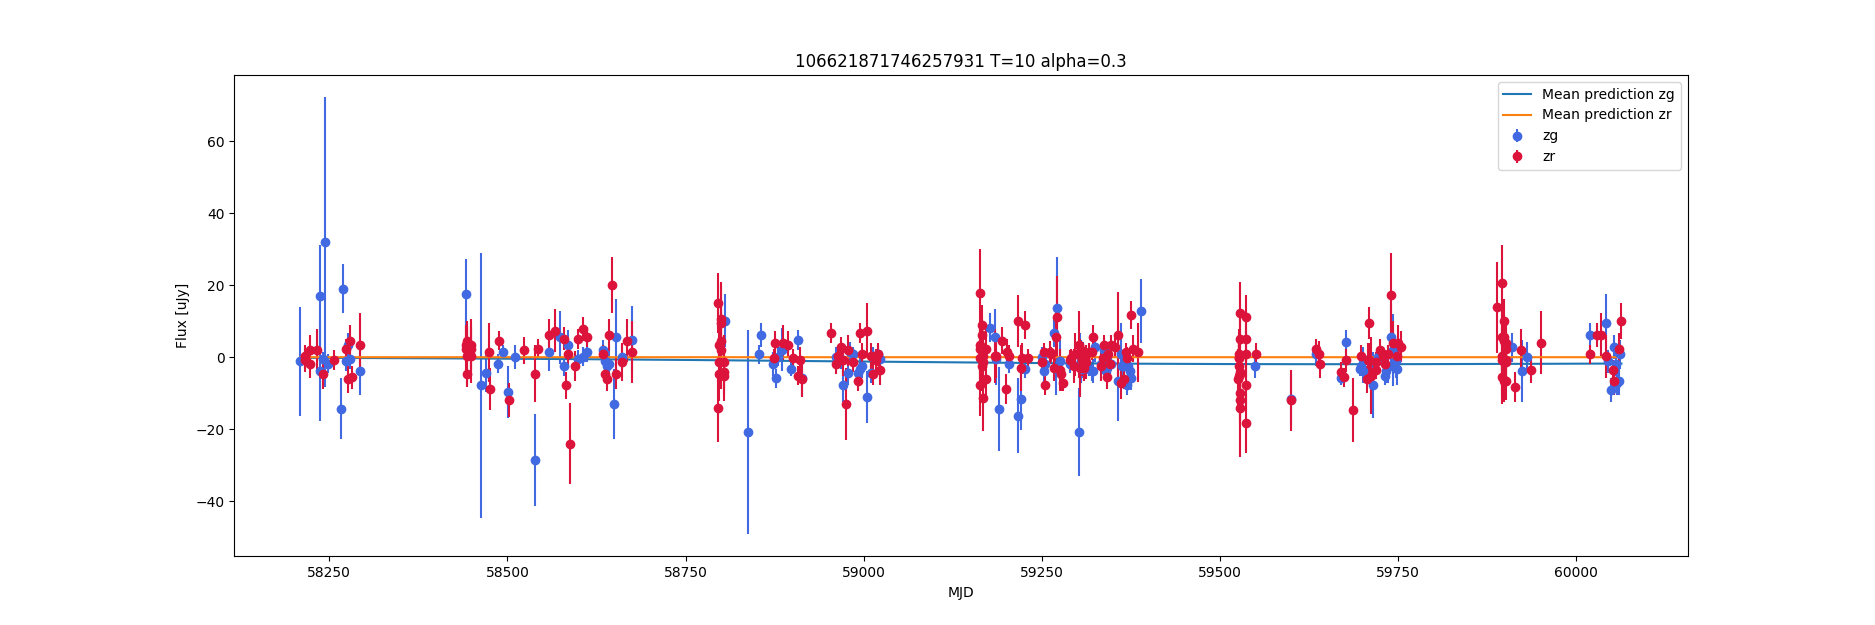 106621871746257931 T=10 alpha=0.3
Mean prediction zg
Mean prediction zr
zg
zr
Flux [uJy]
60
40
20
0
−20
−40
58250 58500 58750 59000 59250 59500 59750 60000
MJD